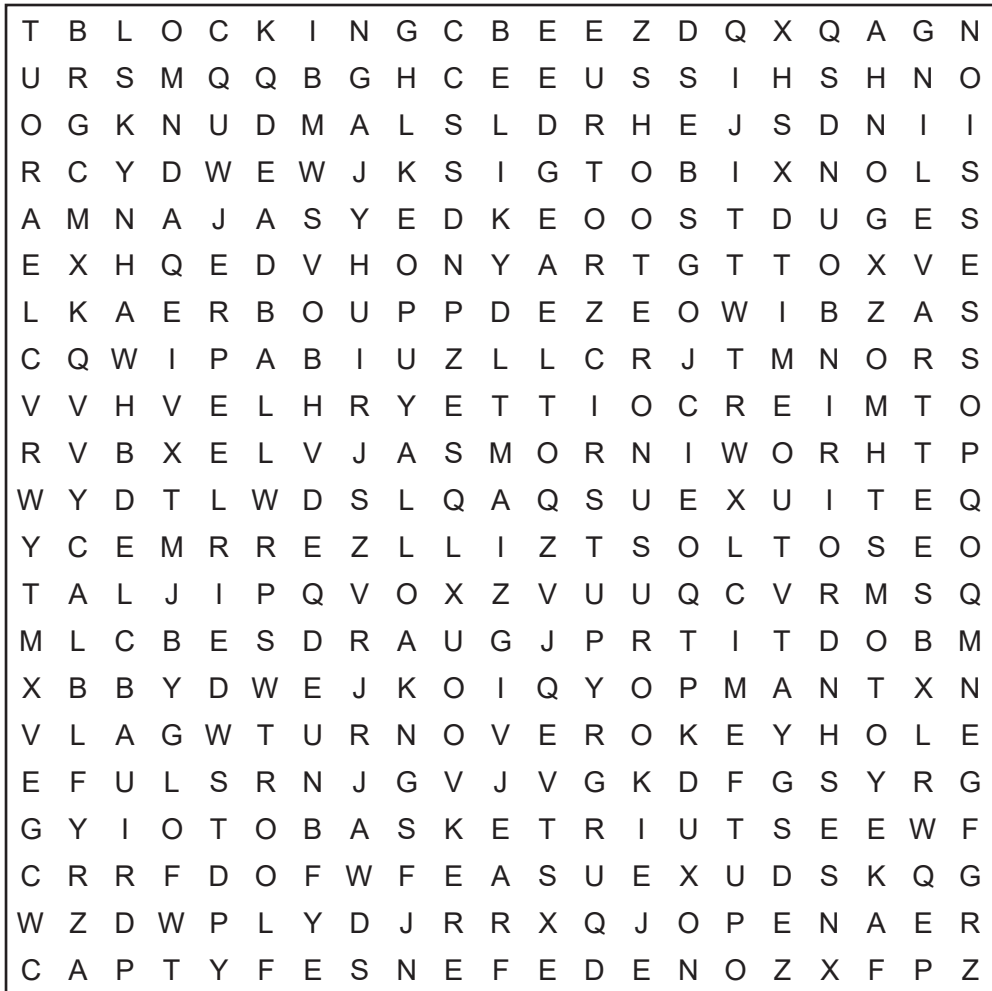 T B L O C K I N G C B E E Z D Q X Q A G N
U R S M Q Q B G H C E E U S S I H S H N O
O G K N U D M A L S L D R H E J S D N I I
R C Y D W E W J K S I G T O B I X N O L S
A M N A J A S Y E D K E O O S T D U G E S
E X H Q E D V H O N Y A R T G T T O X V E
L K A E R B O U P P D E Z E O W I B Z A S
C Q W I P A B I U Z L L C R J T M N O R S
V V H V E L H R Y E T T I O C R E I M T O
R V B X E L V J A S M O R N I W O R H T P
W Y D T L W D S L Q A Q S U E X U I T E Q
Y C E M R R E Z L L I Z T S O L T O S E O
T A L J I P Q V O X Z V U U Q C V R M S Q
M L C B E S D R A U G J P R T I T D O B M
X B B Y D W E J K O I Q Y O P M A N T X N
V L A G W T U R N O V E R O K E Y H O L E
E F U L S R N J G V J V G K D F G S Y R G
G Y I O T O B A S K E T R I U T S E E W F
C R R F D O F W F E A S U E X U D S K Q G
W Z D W P L Y D J R R X Q J O P E N A E R
C A P T Y F E S N E F E D E N O Z X F P Z